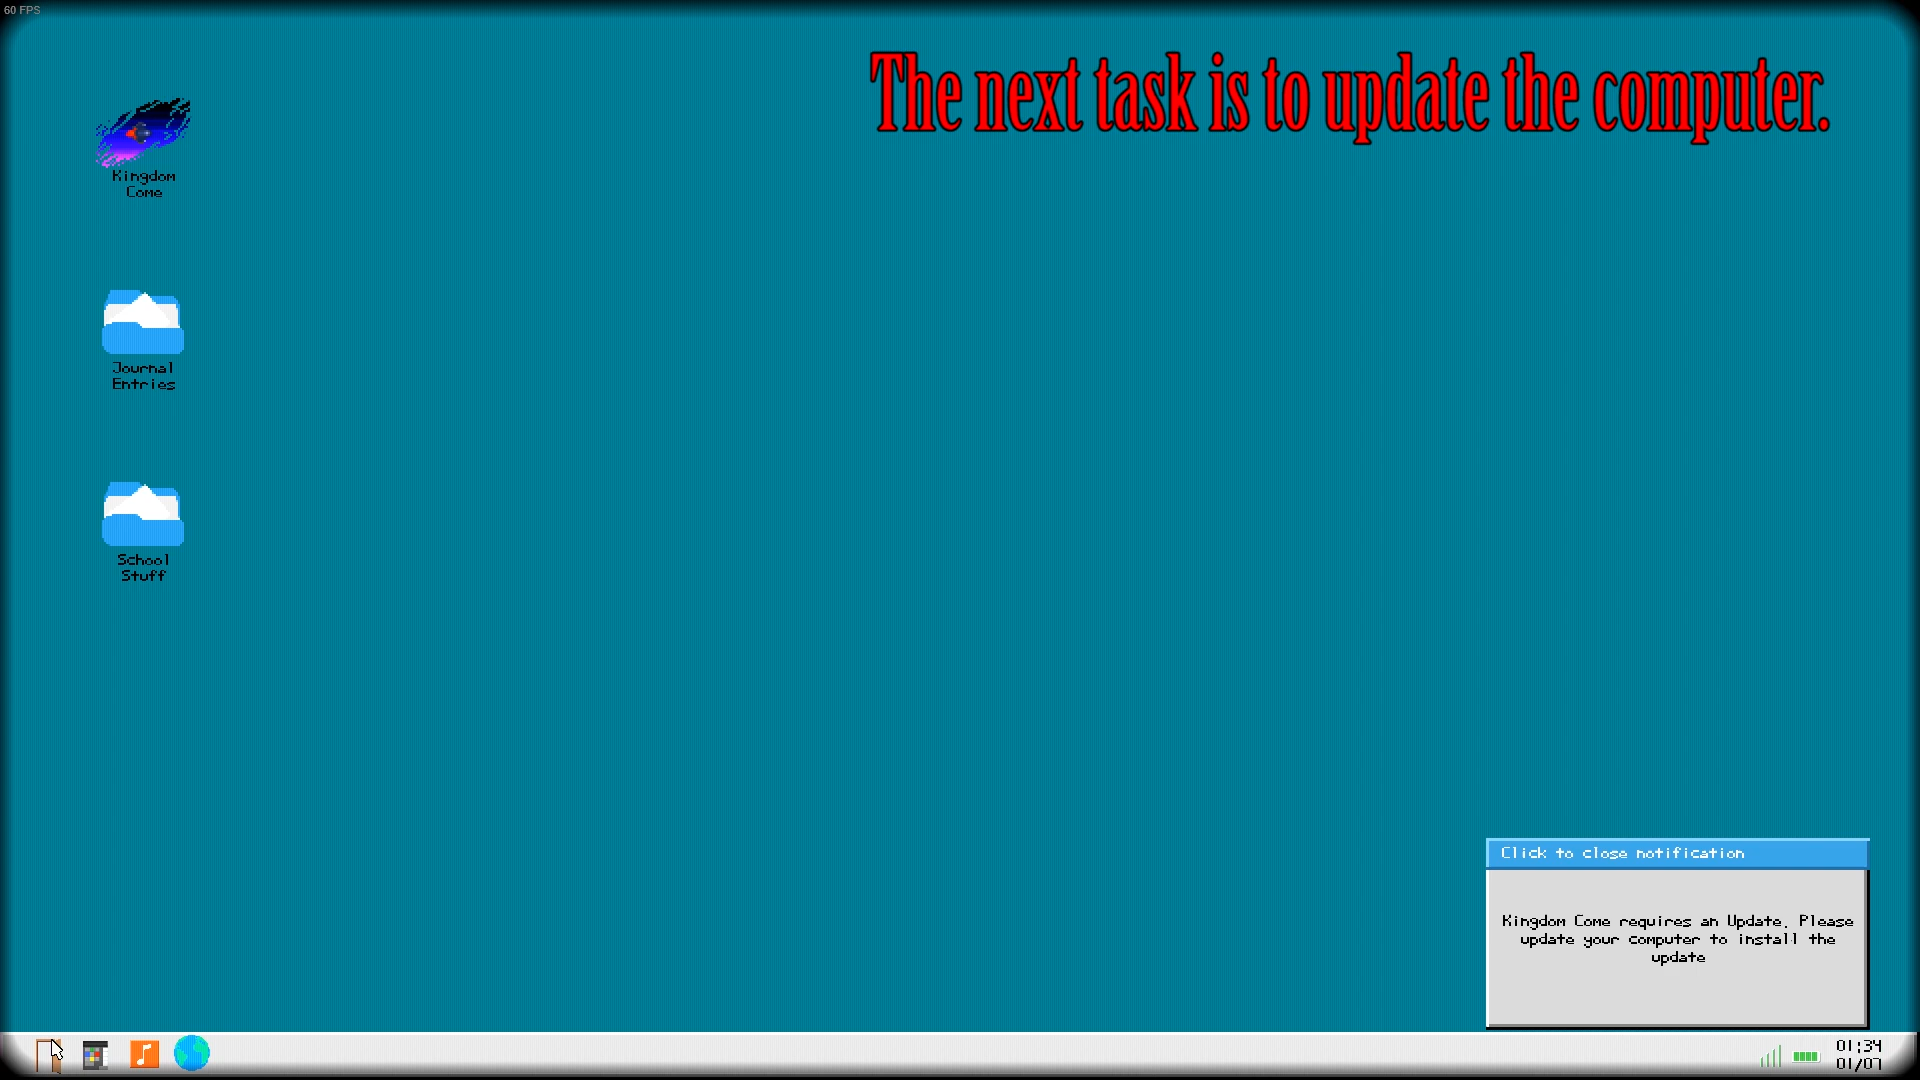 60 FPS
The next task is to update the computer.
Kingdom
Come
Journal
Entries
School
Stuff
Click to close notification
Kingdom Come requires an Update. Please
update your computer to install the
update
01:34
01/07